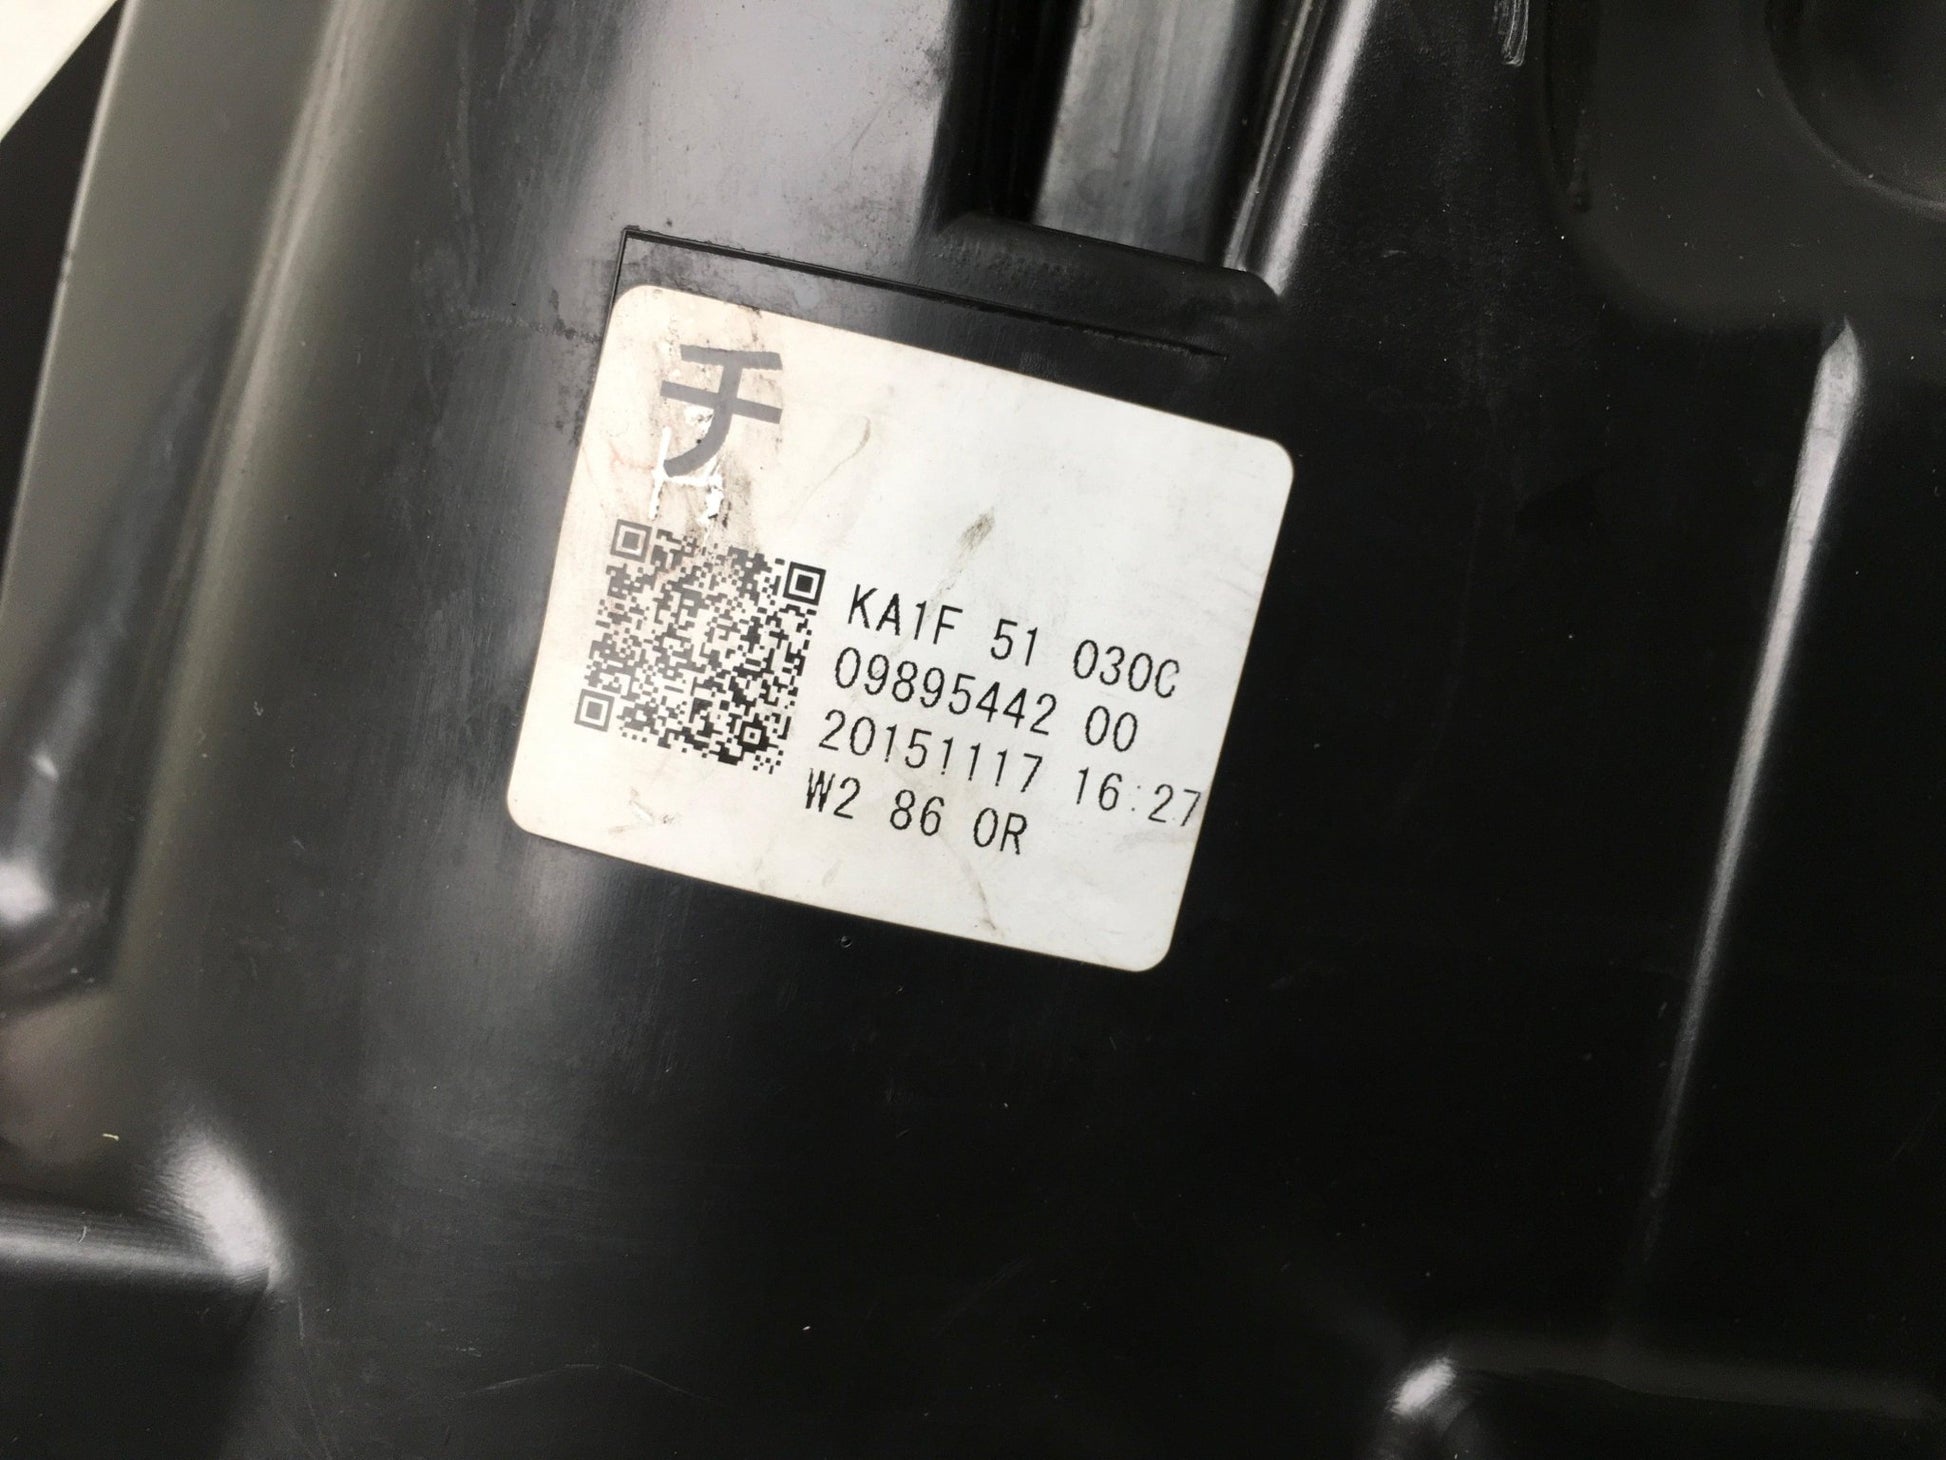 チ
KA1F 51 030C
09895442 00
20151117 16:27
W2 86 0R